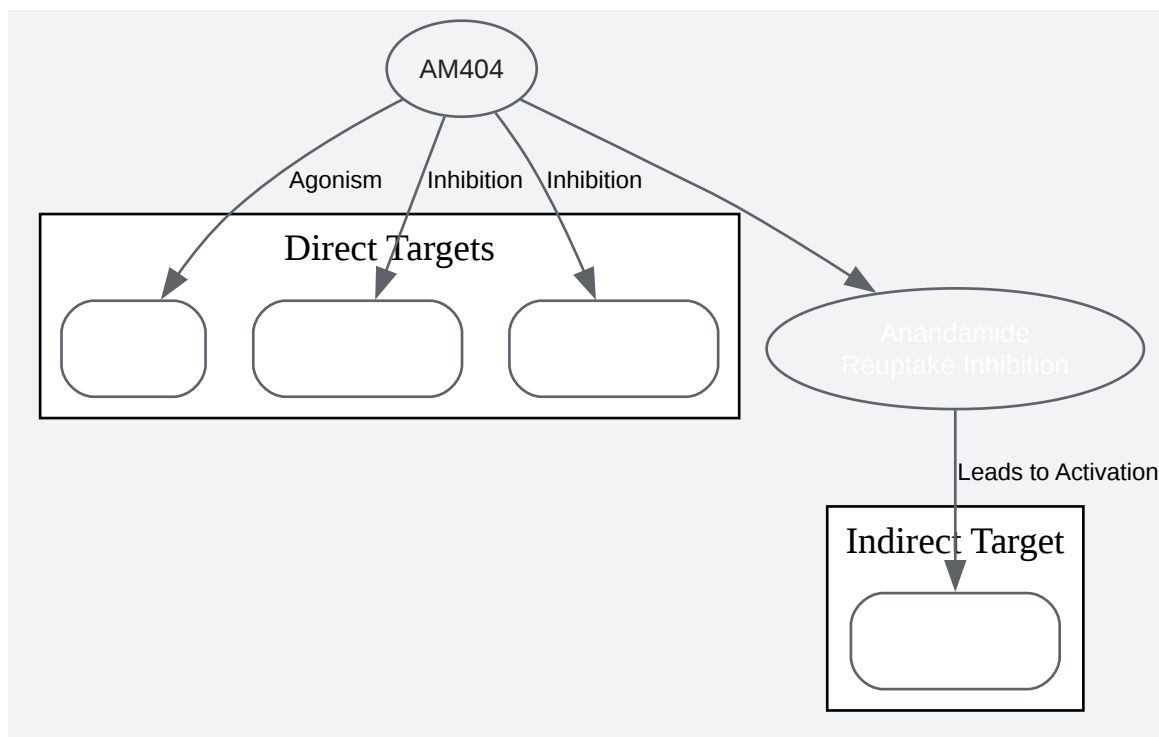 AM404
Agonism
Inhibition
Inhibition
Direct Targets
Anandamide
Reuptake Inhibition
Leads to Activation
Indirect Target